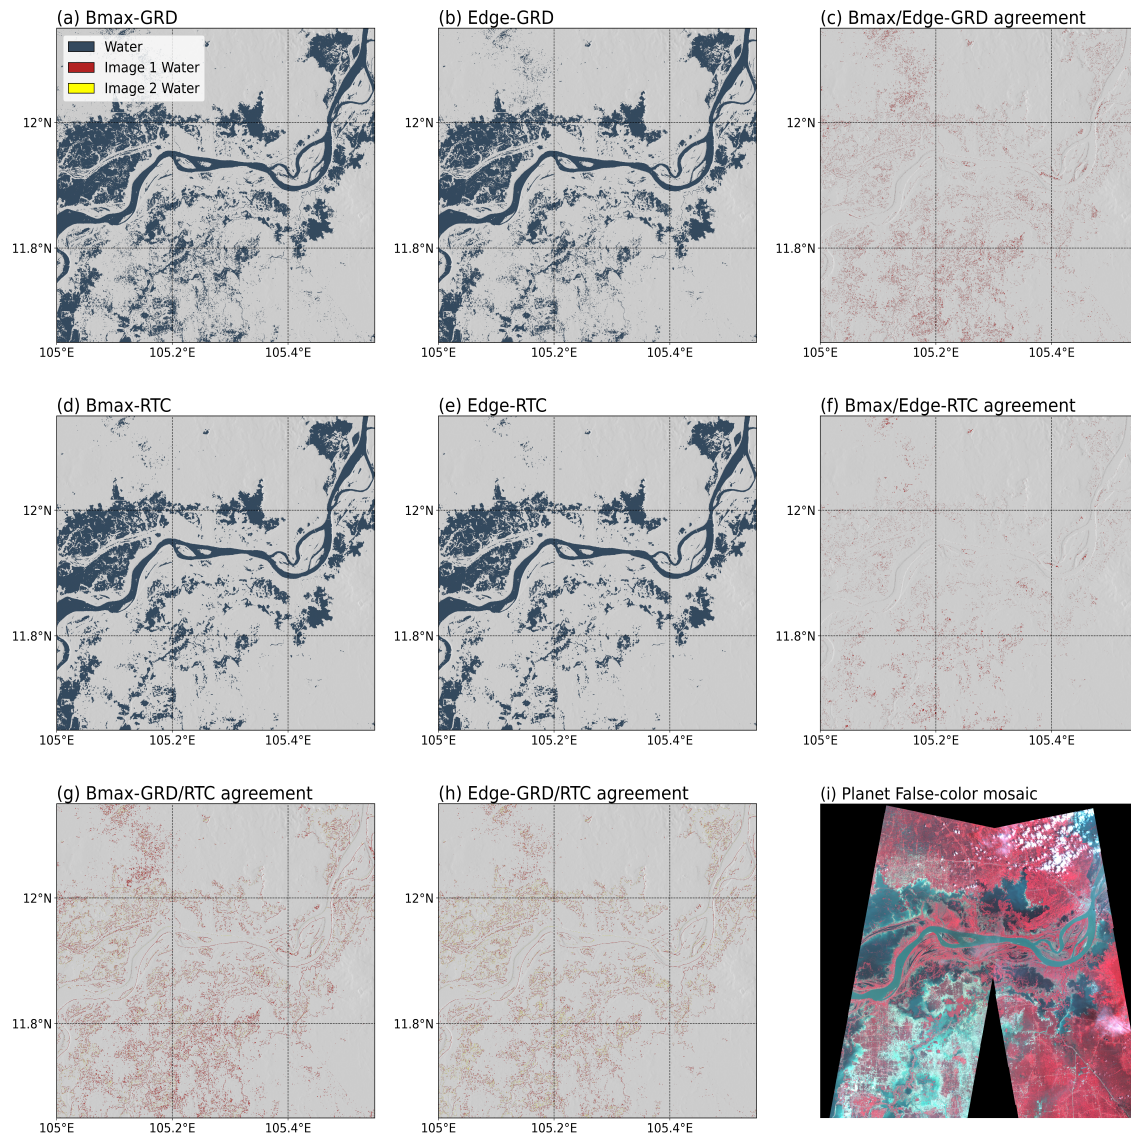 (a) Bmax-GRD
(b) Edge-GRD
(c) Bmax/Edge-GRD agreement
Water
Image 1 Water
Image 2 Water
12°N
12°N
12°N
11.8°N
11.8°N
11.8°N
105°E
105.2°E
105.4°E
105°E
105.2°E
105.4°E
105°E
105.2°E
105.4°E
(d) Bmax-RTC
(e) Edge-RTC
(f) Bmax/Edge-RTC agreement
12°N
12°N
12°N
11.8°N
11.8°N
11.8°N
105°E
105.2°E
105.4°E
105°E
105.2°E
105.4°E
105°E
105.2°E
105.4°E
(g) Bmax-GRD/RTC agreement
(h) Edge-GRD/RTC agreement
(i) Planet False-color mosaic
12°N
12°N
11.8°N
11.8°N
105°E
105.2°E
105.4°E
105°E
105.2°E
105.4°E